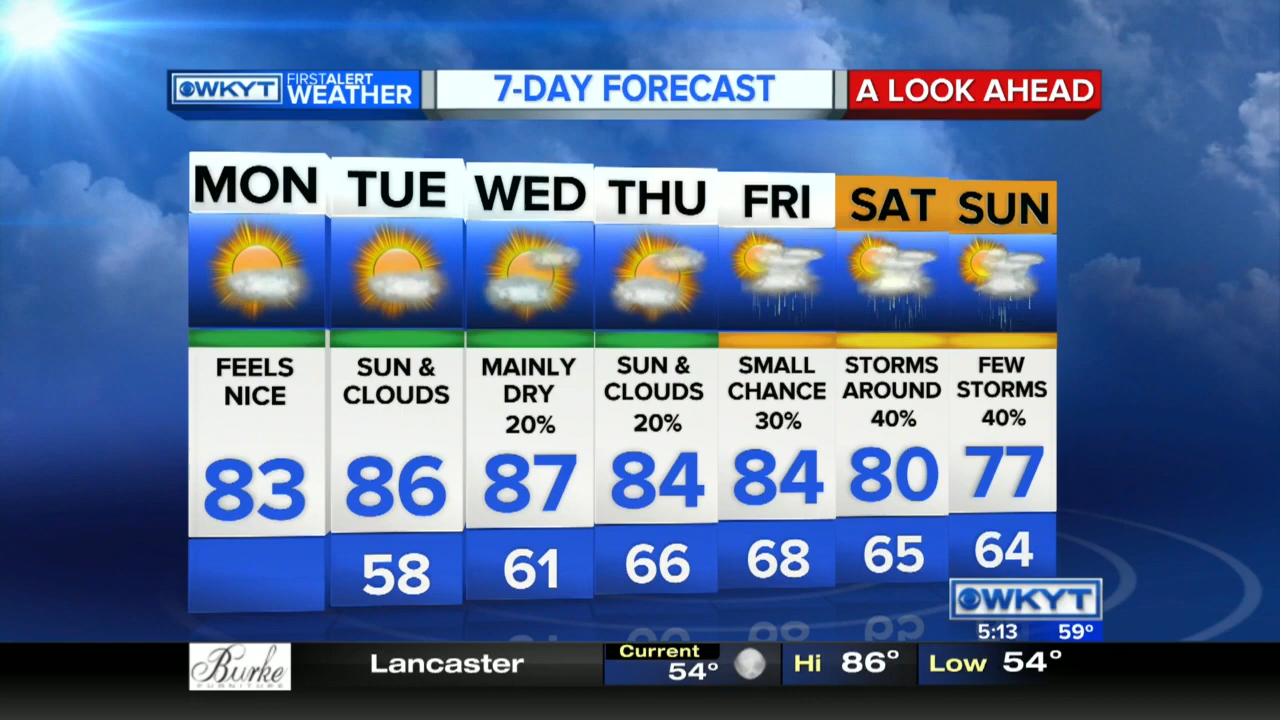 WKYT FIRST ALERT WEATHER
7-DAY FORECAST
A LOOK AHEAD
MON TUE WED THU FRI SAT SUN
FEELS
NICE
SUN &
CLOUDS
MAINLY
DRY
20%
SUN &
CLOUDS
20%
SMALL
CHANCE
30%
STORMS
AROUND
40%
FEW
STORMS
40%
83 86 87 84 84 80 77
58 61 66 68 65 64
WKYT
5:13 59°
Burke
FURNITURE
Lancaster
Current
54°
Hi 86°
Low 54°